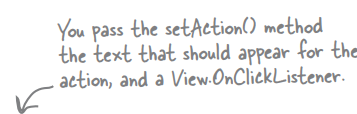 You pass the setAction() method
the text that should appear for the
action, and a View.OnClickListener.